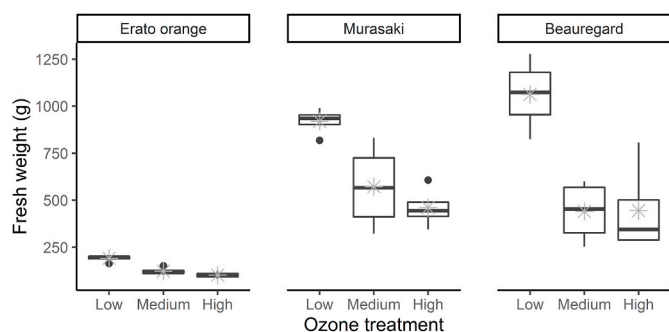 Erato orange Murasaki Beauregard
1250
1000
750
500
250
Fresh weight (g)
Low Medium High Low Medium High Low Medium High
Ozone treatment